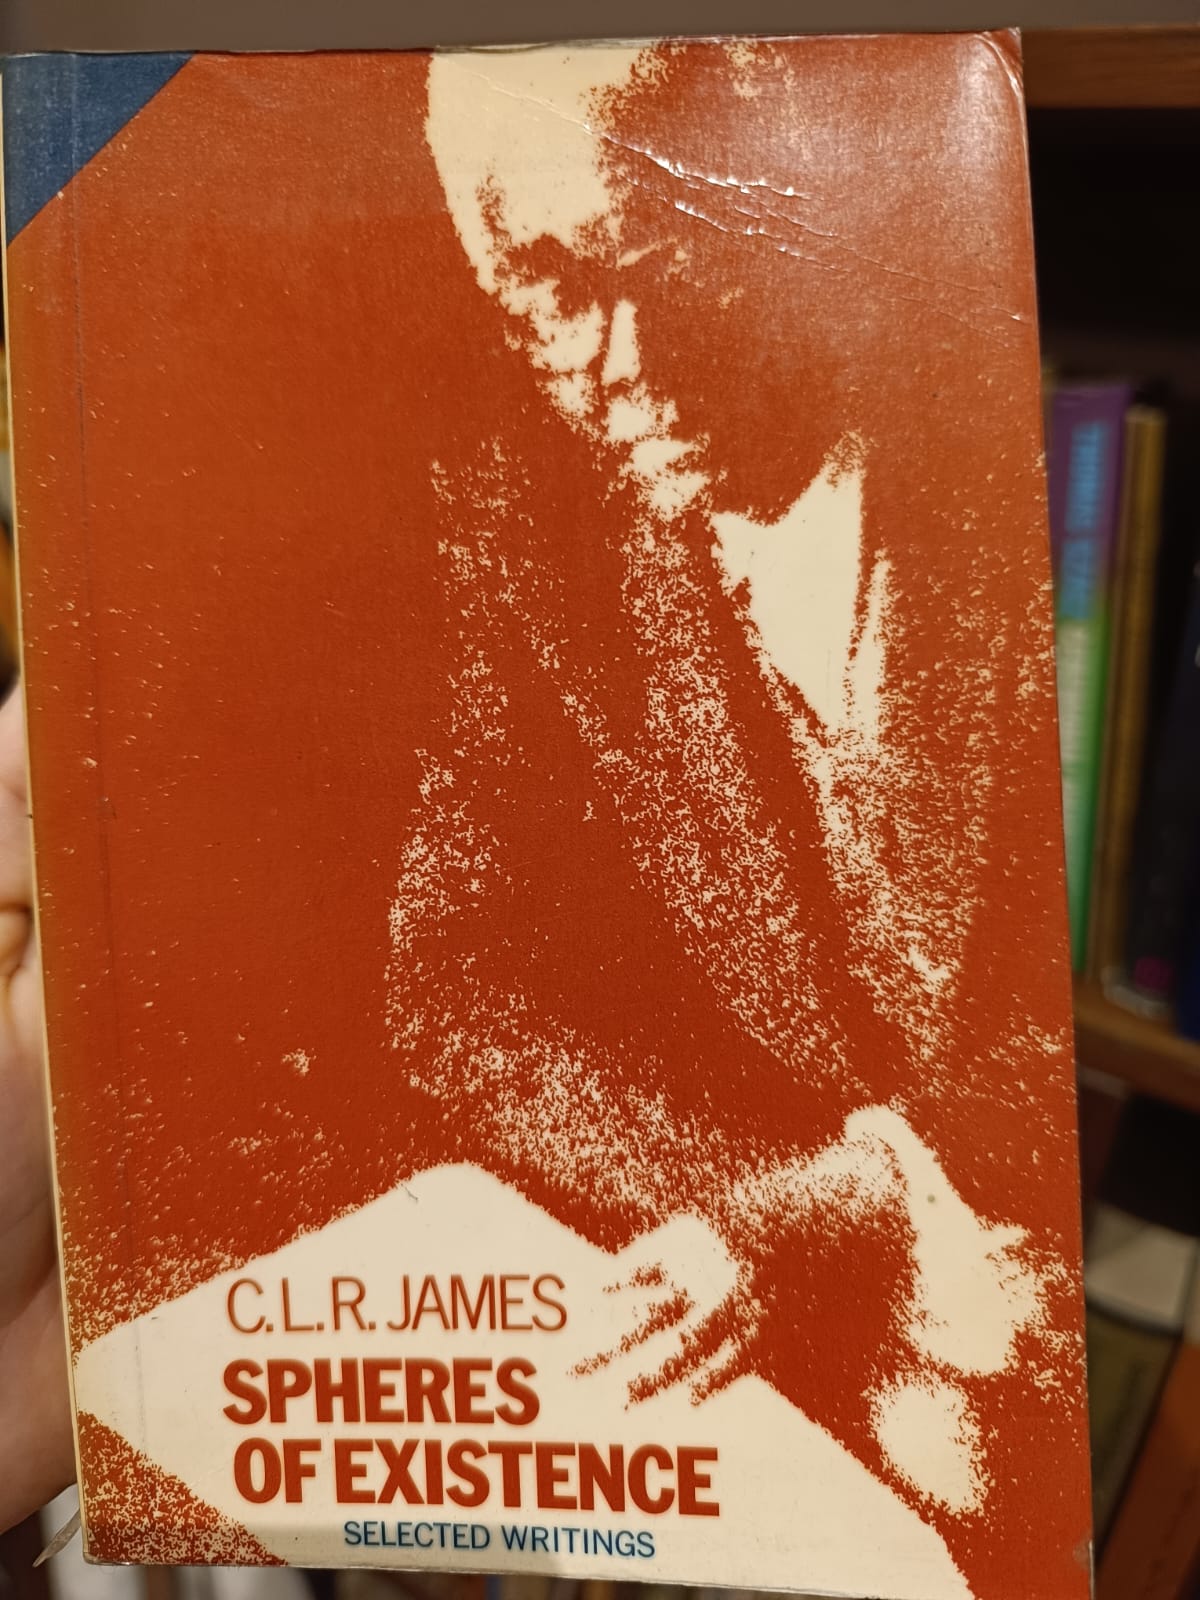 C.L.R. JAMES
SPHERES
OF EXISTENCE
SELECTED WRITINGS